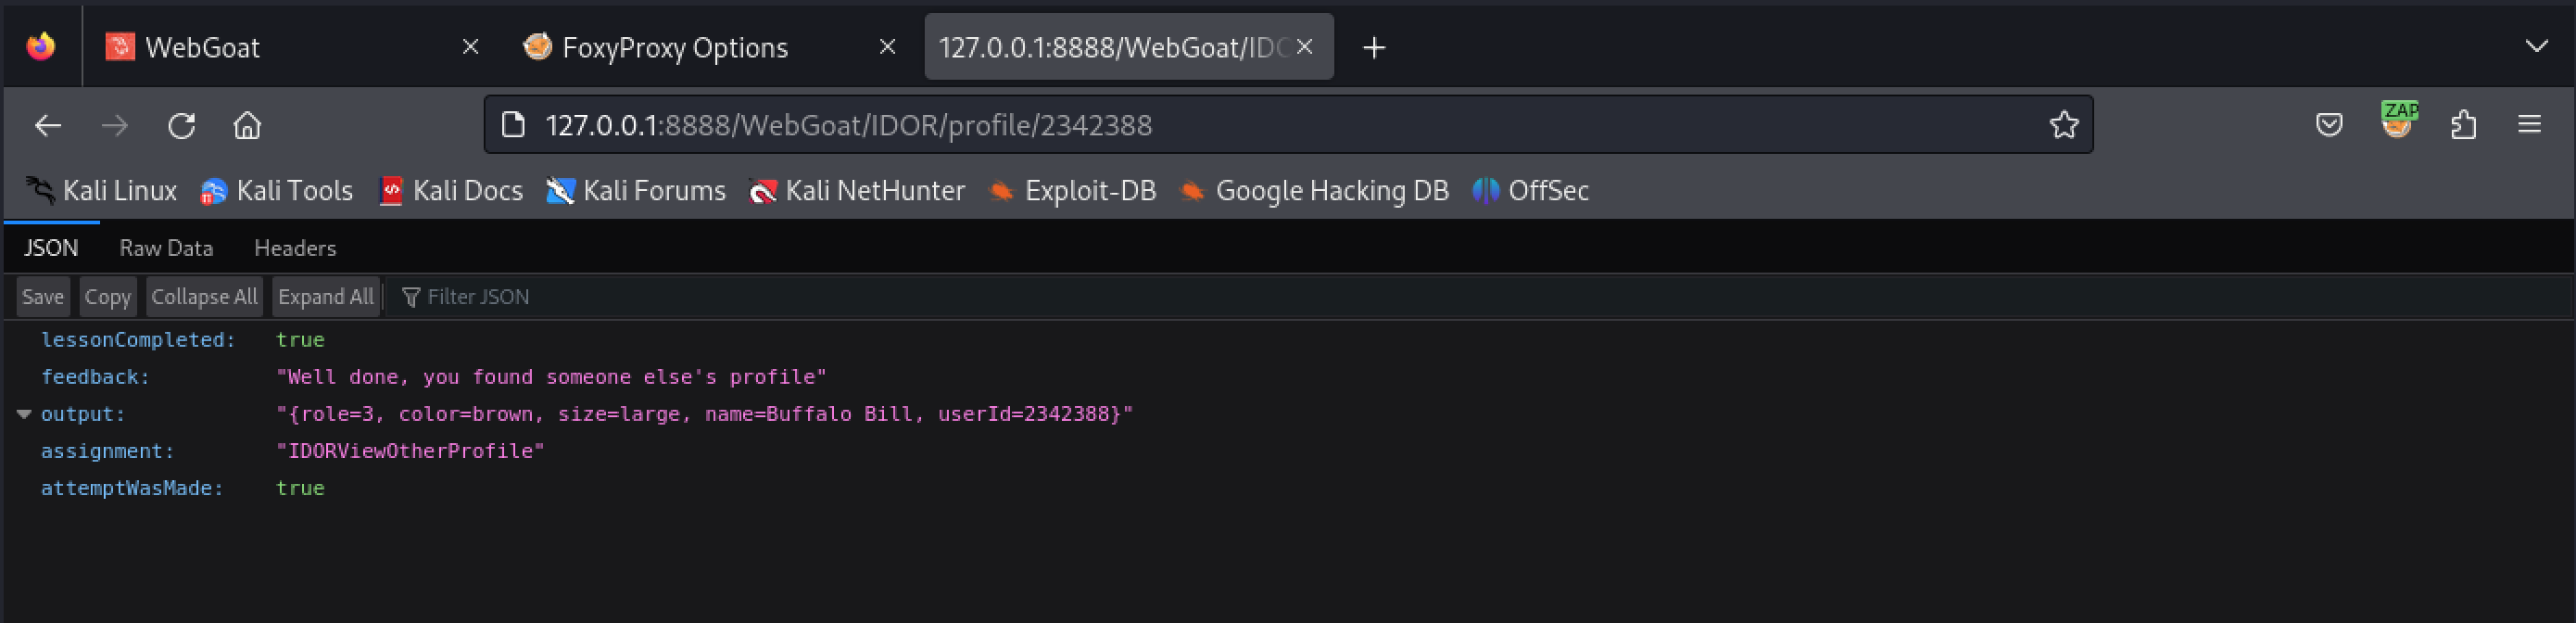 WebGoat FoxyProxy Options 127.0.0.1:8888/WebGoat/IDO
127.0.0.1:8888/WebGoat/IDOR/profile/2342388 ZAP
Kali Linux Kali Tools Kali Docs Kali Forums Kali NetHunter Exploit-DB Google Hacking DB OffSec
JSON Raw Data Headers
Save Copy Collapse All Expand All Filter JSON
lessonCompleted: true
feedback: "Well done, you found someone else's profile"
output: "{role=3, color=brown, size=large, name=Buffalo Bill, userId=2342388}"
assignment: "IDORViewOtherProfile"
attemptWasMade: true